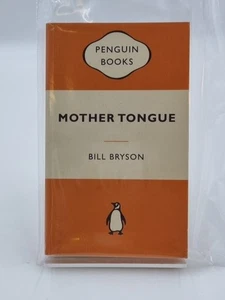 PENGUIN
BOOKS
MOTHER TONGUE
BILL BRYSON